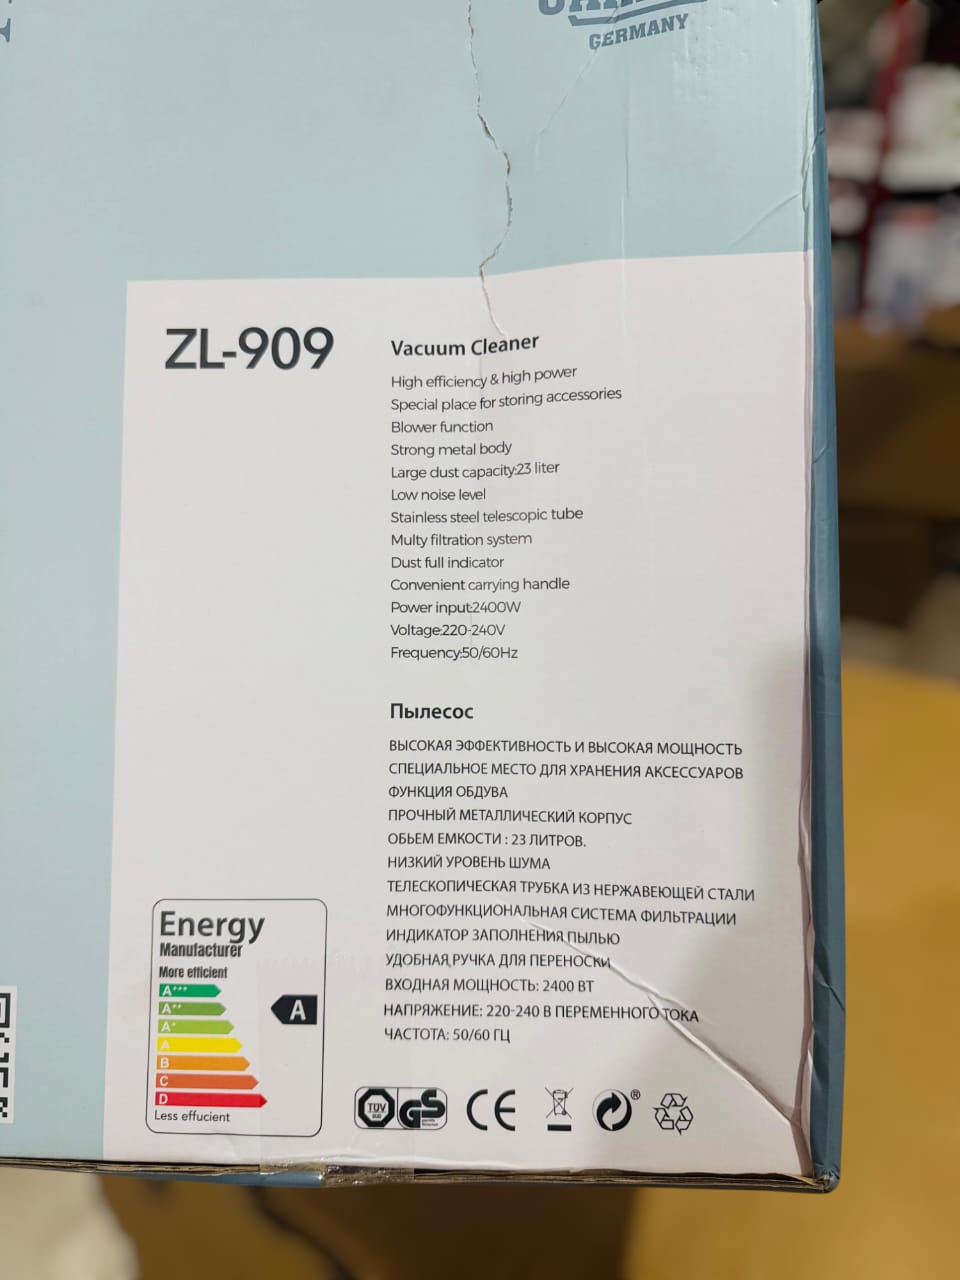 GERMANY
ZL-909
Vacuum Cleaner
High efficiency & high power
Special place for storing accessories
Blower function
Strong metal body
Large dust capacity:23 liter
Low noise level
Stainless steel telescopic tube
Multy filtration system
Dust full indicator
Convenient carrying handle
Power input:2400W
Voltage:220-240V
Frequency:50/60Hz
Пылесос
ВЫСОКАЯ ЭФФЕКТИВНОСТЬ И ВЫСОКАЯ МОЩНОСТЬ
СПЕЦИАЛЬНОЕ МЕСТО ДЛЯ ХРАНЕНИЯ АКСЕССУАРОВ
ФУНКЦИЯ ОБДУВА
ПРОЧНЫЙ МЕТАЛЛИЧЕСКИЙ КОРПУС
ОБЬЕМ ЕМКОСТИ : 23 ЛИТРОВ.
НИЗКИЙ УРОВЕНЬ ШУМА
ТЕЛЕСКОПИЧЕСКАЯ ТРУБКА ИЗ НЕРЖАВЕЮЩЕЙ СТАЛИ
МНОГОФУНКЦИОНАЛЬНАЯ СИСТЕМА ФИЛЬТРАЦИИ
ИНДИКАТОР ЗАПОЛНЕНИЯ ПЫЛЬЮ
УДОБНАЯ РУЧКА ДЛЯ ПЕРЕНОСКИ
ВХОДНАЯ МОЩНОСТЬ: 2400 ВТ
НАПРЯЖЕНИЕ: 220-240 В ПЕРЕМЕННОГО ТОКА
ЧАСТОТА: 50/60 ГЦ
Energy
Manufacturer
More efficient
A+++
A++
A+
A
B
C
D
A
Less effucient
TÜV
SUD
GS
CE
®